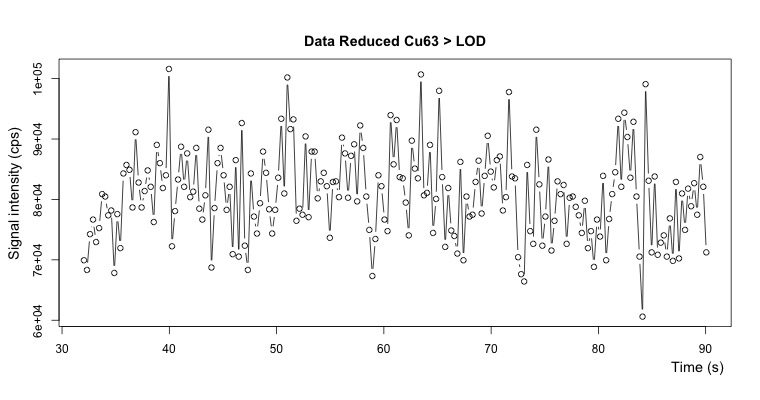 Data Reduced Cu63 > LOD
Signal intensity (cps)
1e+05
9e+04
8e+04
7e+04
6e+04
30 40 50 60 70 80 90
Time (s)